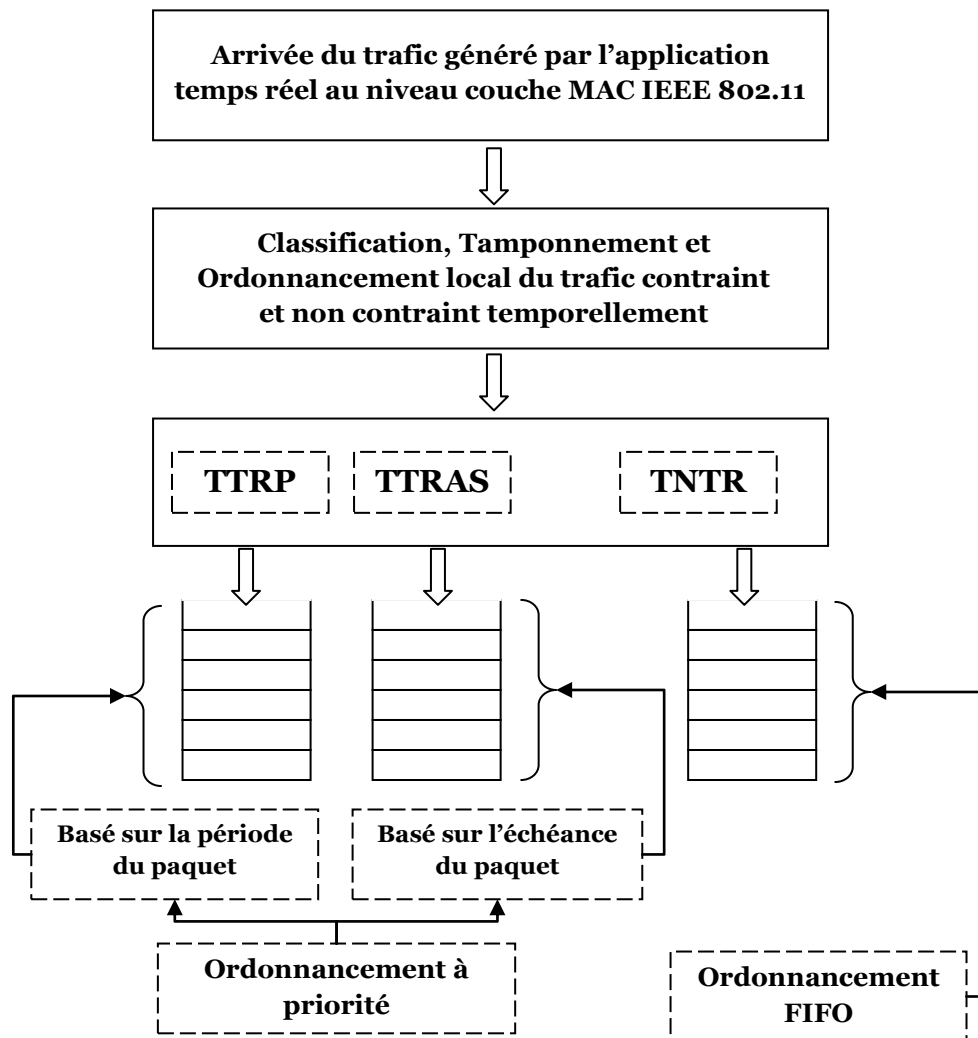 Arrivée du trafic généré par l’application
temps réel au niveau couche MAC IEEE 802.11
Classification, Tamponnement et
Ordonnancement local du trafic contraint
et non contraint temporellement
TTRP
TTRAS
TNTR
Basé sur la période
du paquet
Basé sur l’échéance
du paquet
Ordonnancement à
priorité
Ordonnancement
FIFO